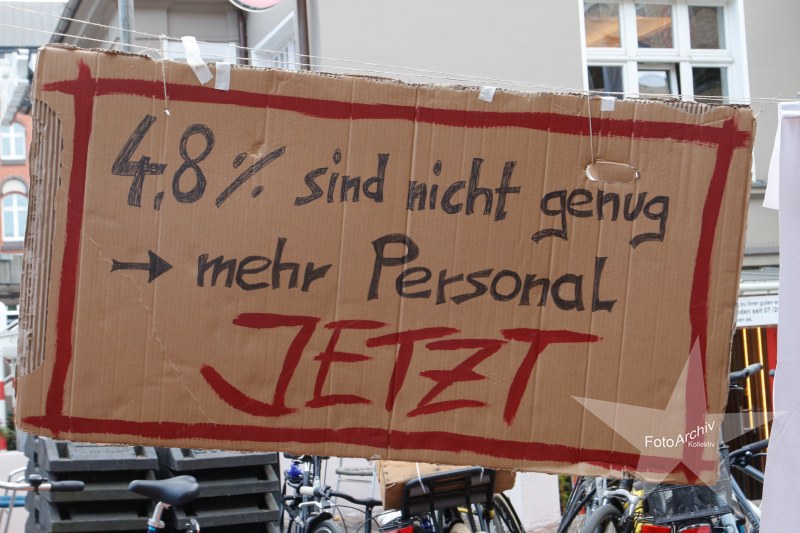 4,8% sind nicht genug
→ mehr Personal
JETZT
FotoArchiv
Kollektiv